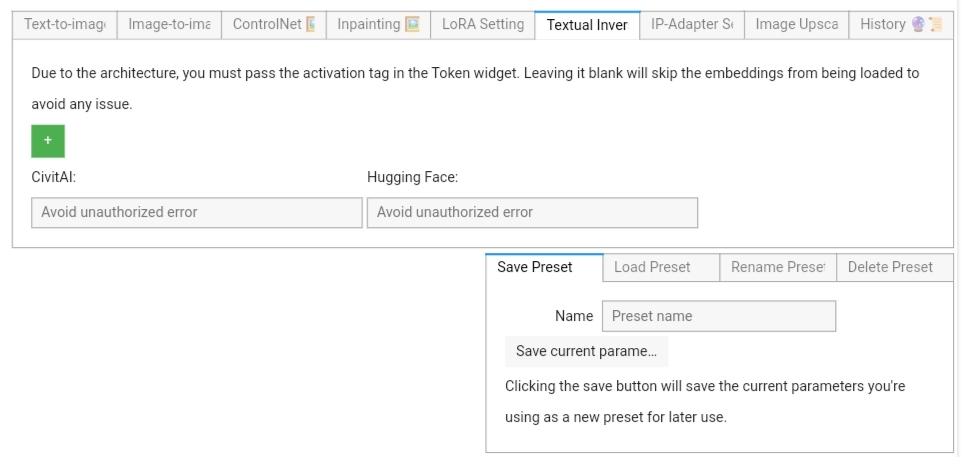 Text-to-imag Image-to-ima ControlNet Inpainting LoRA Setting Textual Inver IP-Adapter Se Image Upsca History
Due to the architecture, you must pass the activation tag in the Token widget. Leaving it blank will skip the embeddings from being loaded to
avoid any issue.
+
CivitAI: Hugging Face:
Avoid unauthorized error Avoid unauthorized error
Save Preset Load Preset Rename Prese Delete Preset
Name Preset name
Save current parame...
Clicking the save button will save the current parameters you're
using as a new preset for later use.